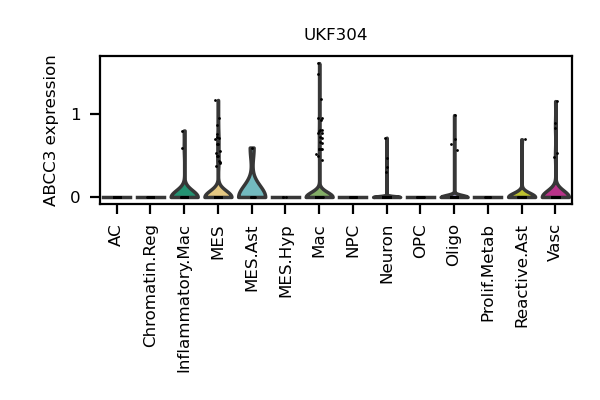 UKF304
ABCC3 expression
1
0
AC
Chromatin.Reg
Inflammatory.Mac
MES
MES.Ast
MES.Hyp
Mac
NPC
Neuron
OPC
Oligo
Prolif.Metab
Reactive.Ast
Vasc